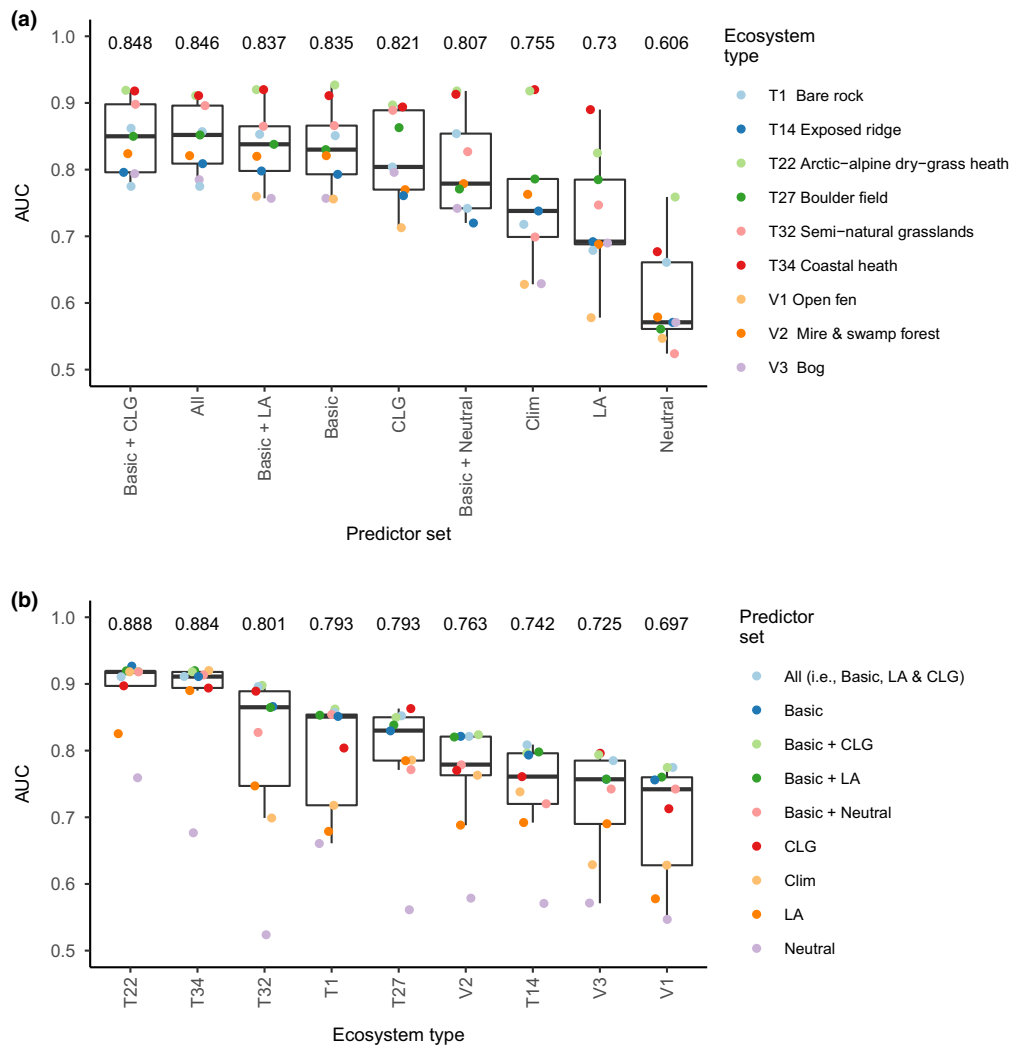 (a)
0.848 0.846 0.837 0.835 0.821 0.807 0.755 0.73 0.606
1.0
0.9
0.8
0.7
0.6
0.5
AUC
Basic + CLG
All
Basic + LA
Basic
CLG
Basic + Neutral
Clim
LA
Neutral
Predictor set
Ecosystem
type
T1 Bare rock
T14 Exposed ridge
T22 Arctic−alpine dry−grass heath
T27 Boulder field
T32 Semi−natural grasslands
T34 Coastal heath
V1 Open fen
V2 Mire & swamp forest
V3 Bog
(b)
0.888 0.884 0.801 0.793 0.793 0.763 0.742 0.725 0.697
1.0
0.9
0.8
0.7
0.6
0.5
AUC
T22
T34
T32
T1
T27
V2
T14
V3
V1
Ecosystem type
Predictor
set
All (i.e., Basic, LA & CLG)
Basic
Basic + CLG
Basic + LA
Basic + Neutral
CLG
Clim
LA
Neutral